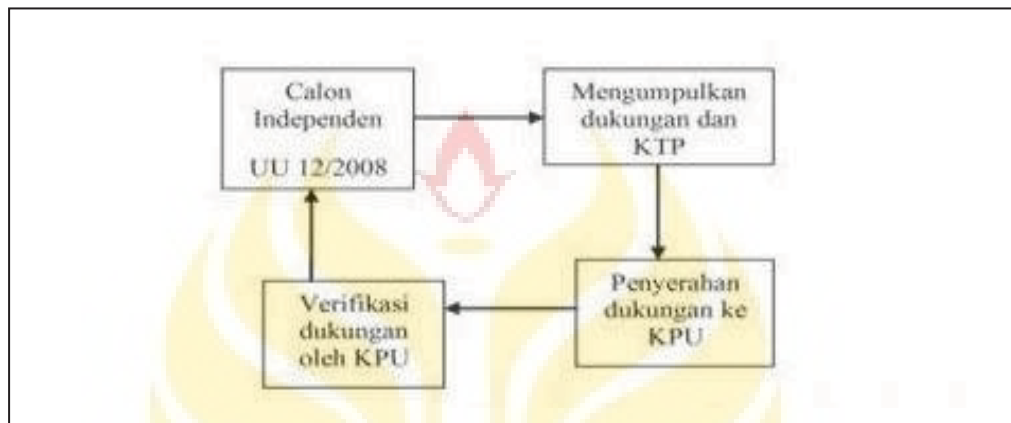 Calon
Independen
UU 12/2008
Mengumpulkan
dukungan dan
KTP
Penyerahan
dukungan ke
KPU
Verifikasi
dukungan
oleh KPU